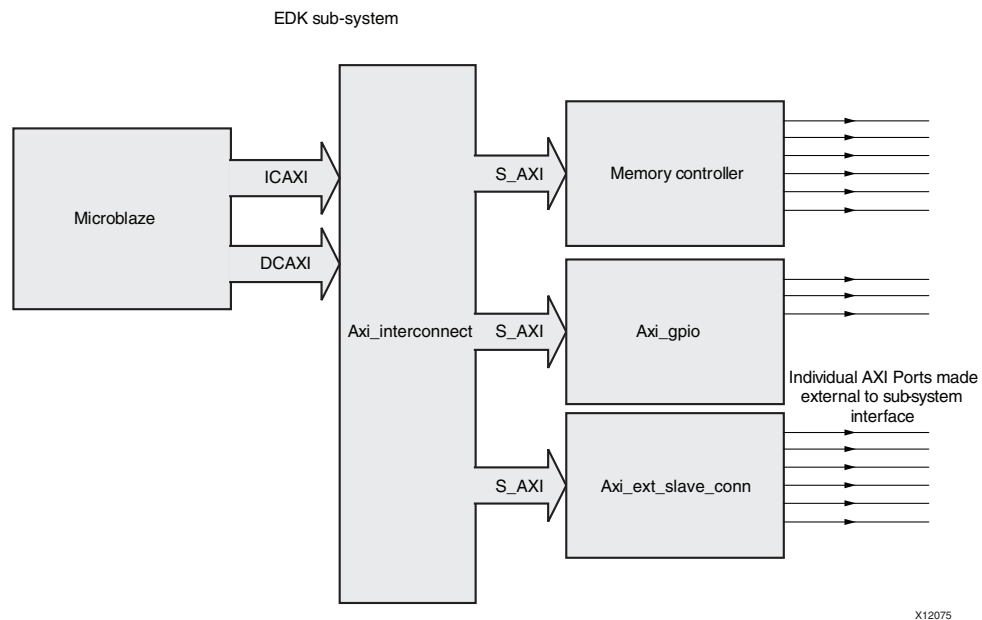 EDK sub-system
Microblaze
ICAXI
DCAXI
Axi_interconnect
S_AXI
Memory controller
S_AXI
Axi_gpio
Individual AXI Ports made
external to sub-system
interface
S_AXI
Axi_ext_slave_conn
X12075